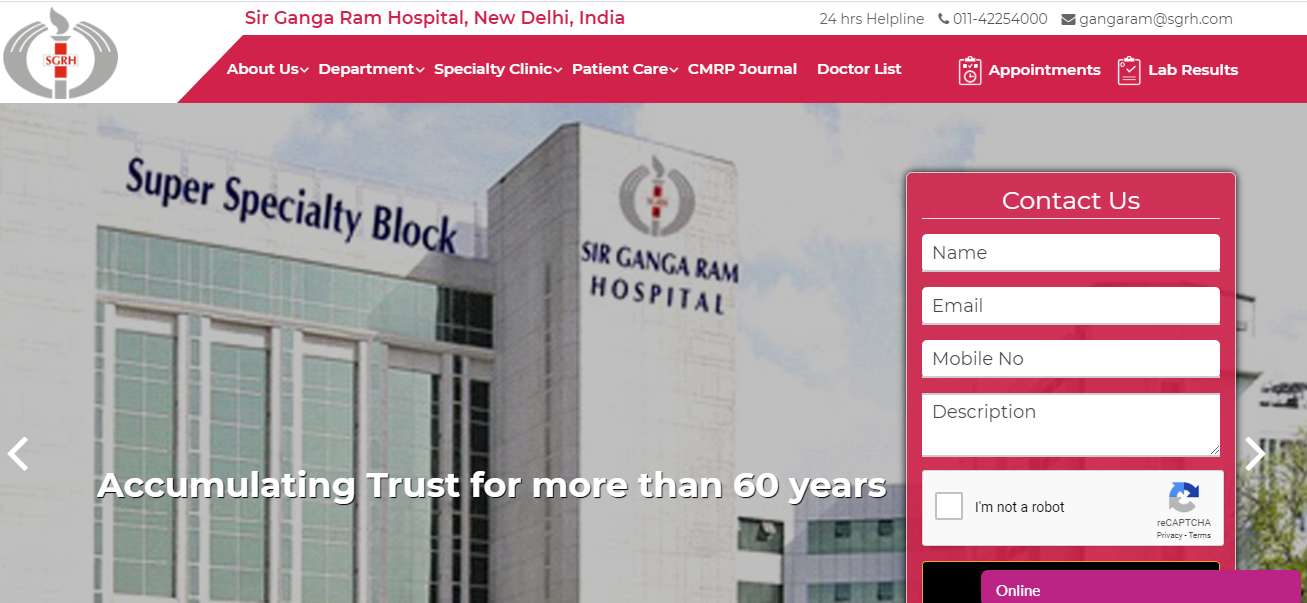 Sir Ganga Ram Hospital, New Delhi, India
24 hrs Helpline 011-42254000 gangaram@sgrh.com
SGRH
About Us Department Specialty Clinic Patient Care CMRP Journal Doctor List Appointments Lab Results
Super Specialty Block
SIR GANGA RAM
HOSPITAL
Accumulating Trust for more than 60 years
Contact Us
Name
Email
Mobile No
Description
I'm not a robot
reCAPTCHA
Privacy - Terms
Online